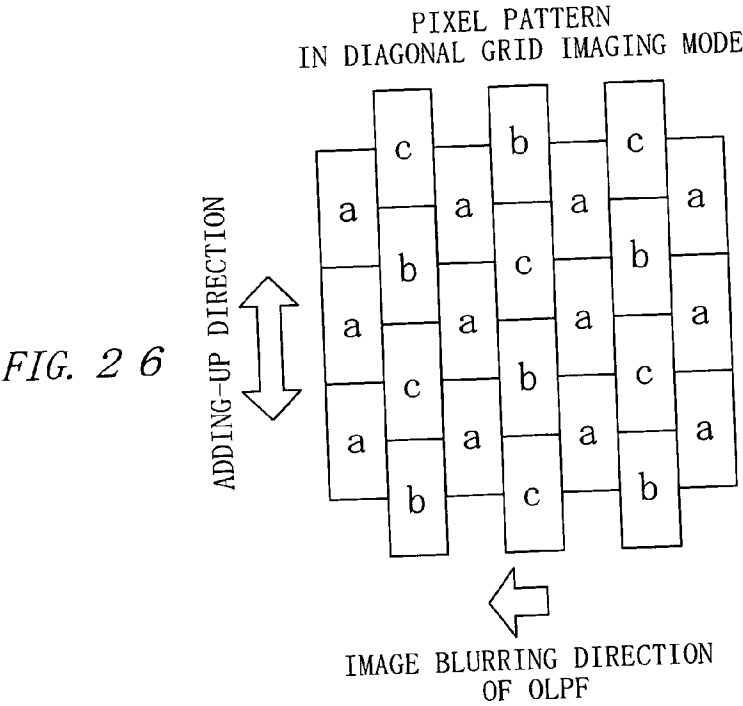 PIXEL PATTERN
IN DIAGONAL GRID IMAGING MODE
c b c
a a a a
b c b
a a a a
c b c
a a a a
b c b
ADDING-UP DIRECTION
FIG. 26
IMAGE BLURRING DIRECTION
OF OLPF